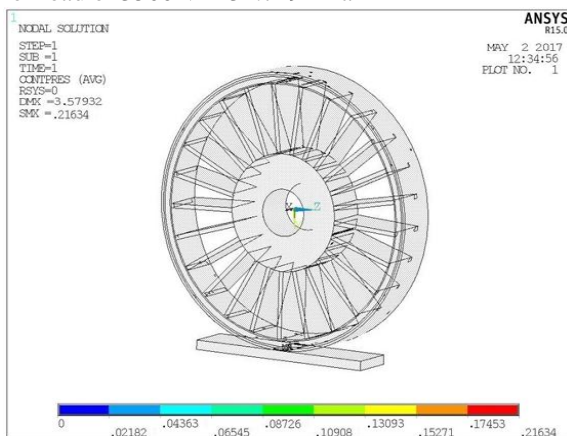 1
NODAL SOLUTION
STEP=1
SUB =1
TIME=1
CONTPRES (AVG)
RSYS=0
DMX =3.57932
SMX =.21634
ANSYS
R15.0
MAY 2 2017
12:34:56
PLOT NO. 1
X Z
0 .04363 .08726 .13093 .17453
.02182 .06545 .10908 .15271 .21634